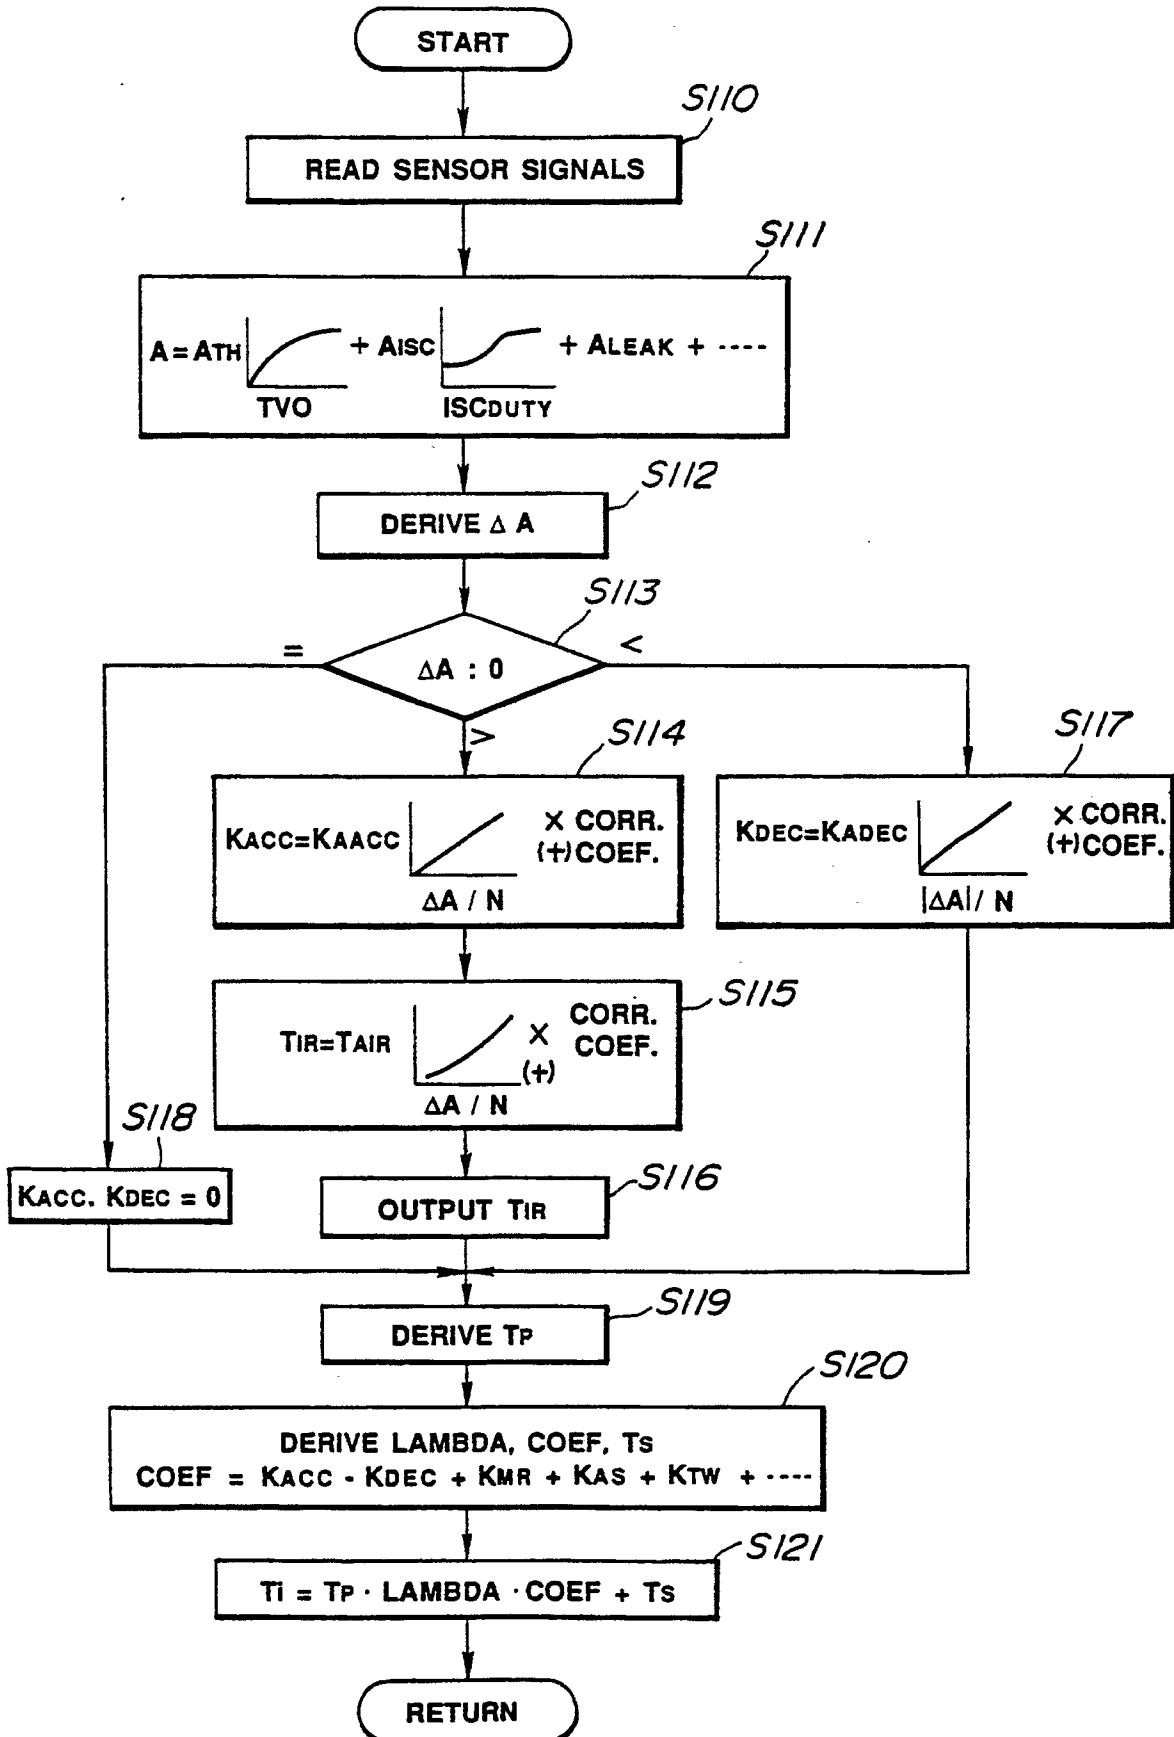 START
S110
READ SENSOR SIGNALS
S111
A = ATH + AISC + ALEAK + ----
TVO ISCDUTY
S112
DERIVE Δ A
S113
= <
ΔA : 0
>
S114
KACC=KAACC × CORR.
(+) COEF.
ΔA / N
S117
KDEC=KADEC × CORR.
(+) COEF.
|ΔA| / N
S115
TIR=TAIR × CORR.
(+) COEF.
ΔA / N
S118
KACC. KDEC = 0
S116
OUTPUT TIR
S119
DERIVE TP
S120
DERIVE LAMBDA, COEF, TS
COEF = KACC - KDEC + KMR + KAS + KTW + ----
S121
Ti = TP · LAMBDA · COEF + TS
RETURN